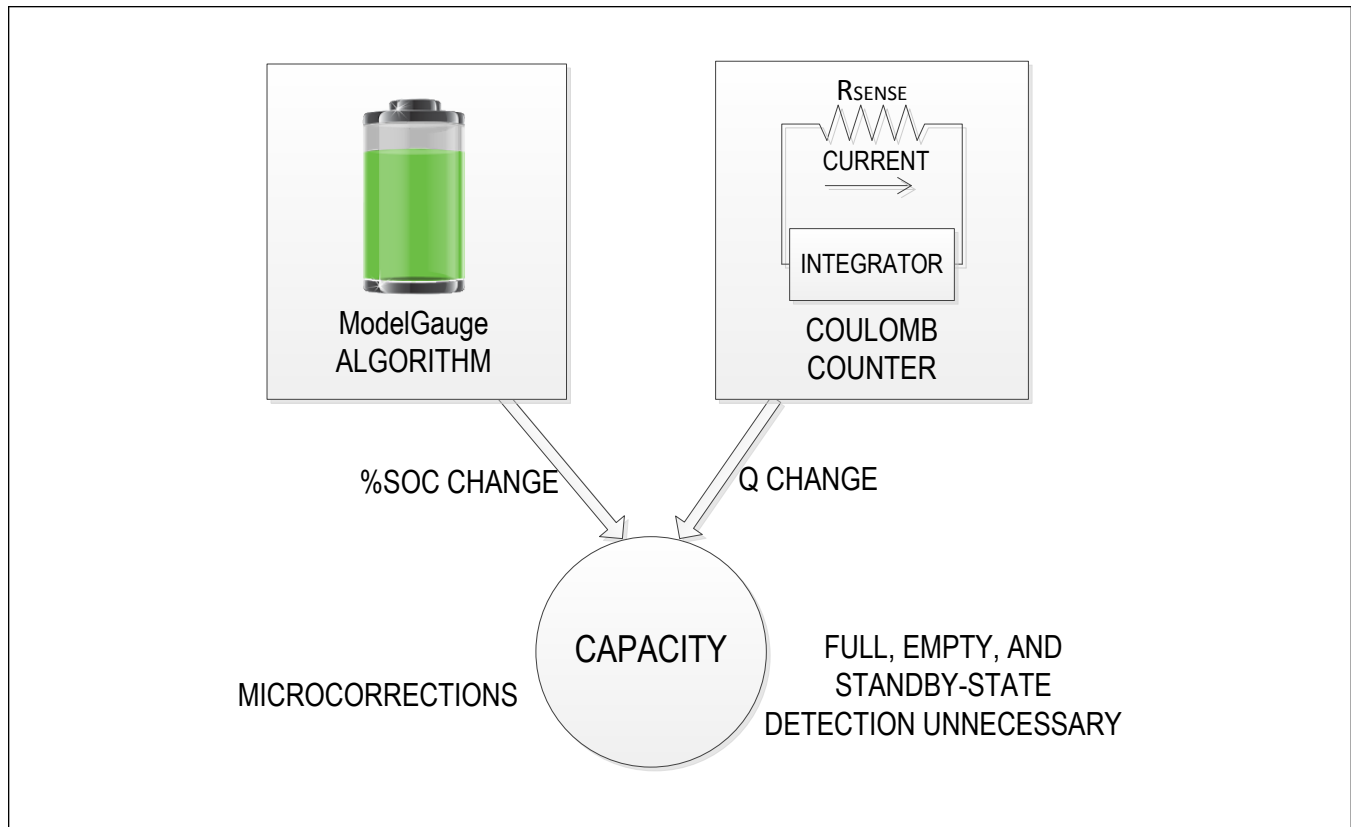 ModelGauge
ALGORITHM
RSENSE
CURRENT
INTEGRATOR
COULOMB
COUNTER
%SOC CHANGE
Q CHANGE
CAPACITY
MICROCORRECTIONS
FULL, EMPTY, AND
STANDBY-STATE
DETECTION UNNECESSARY